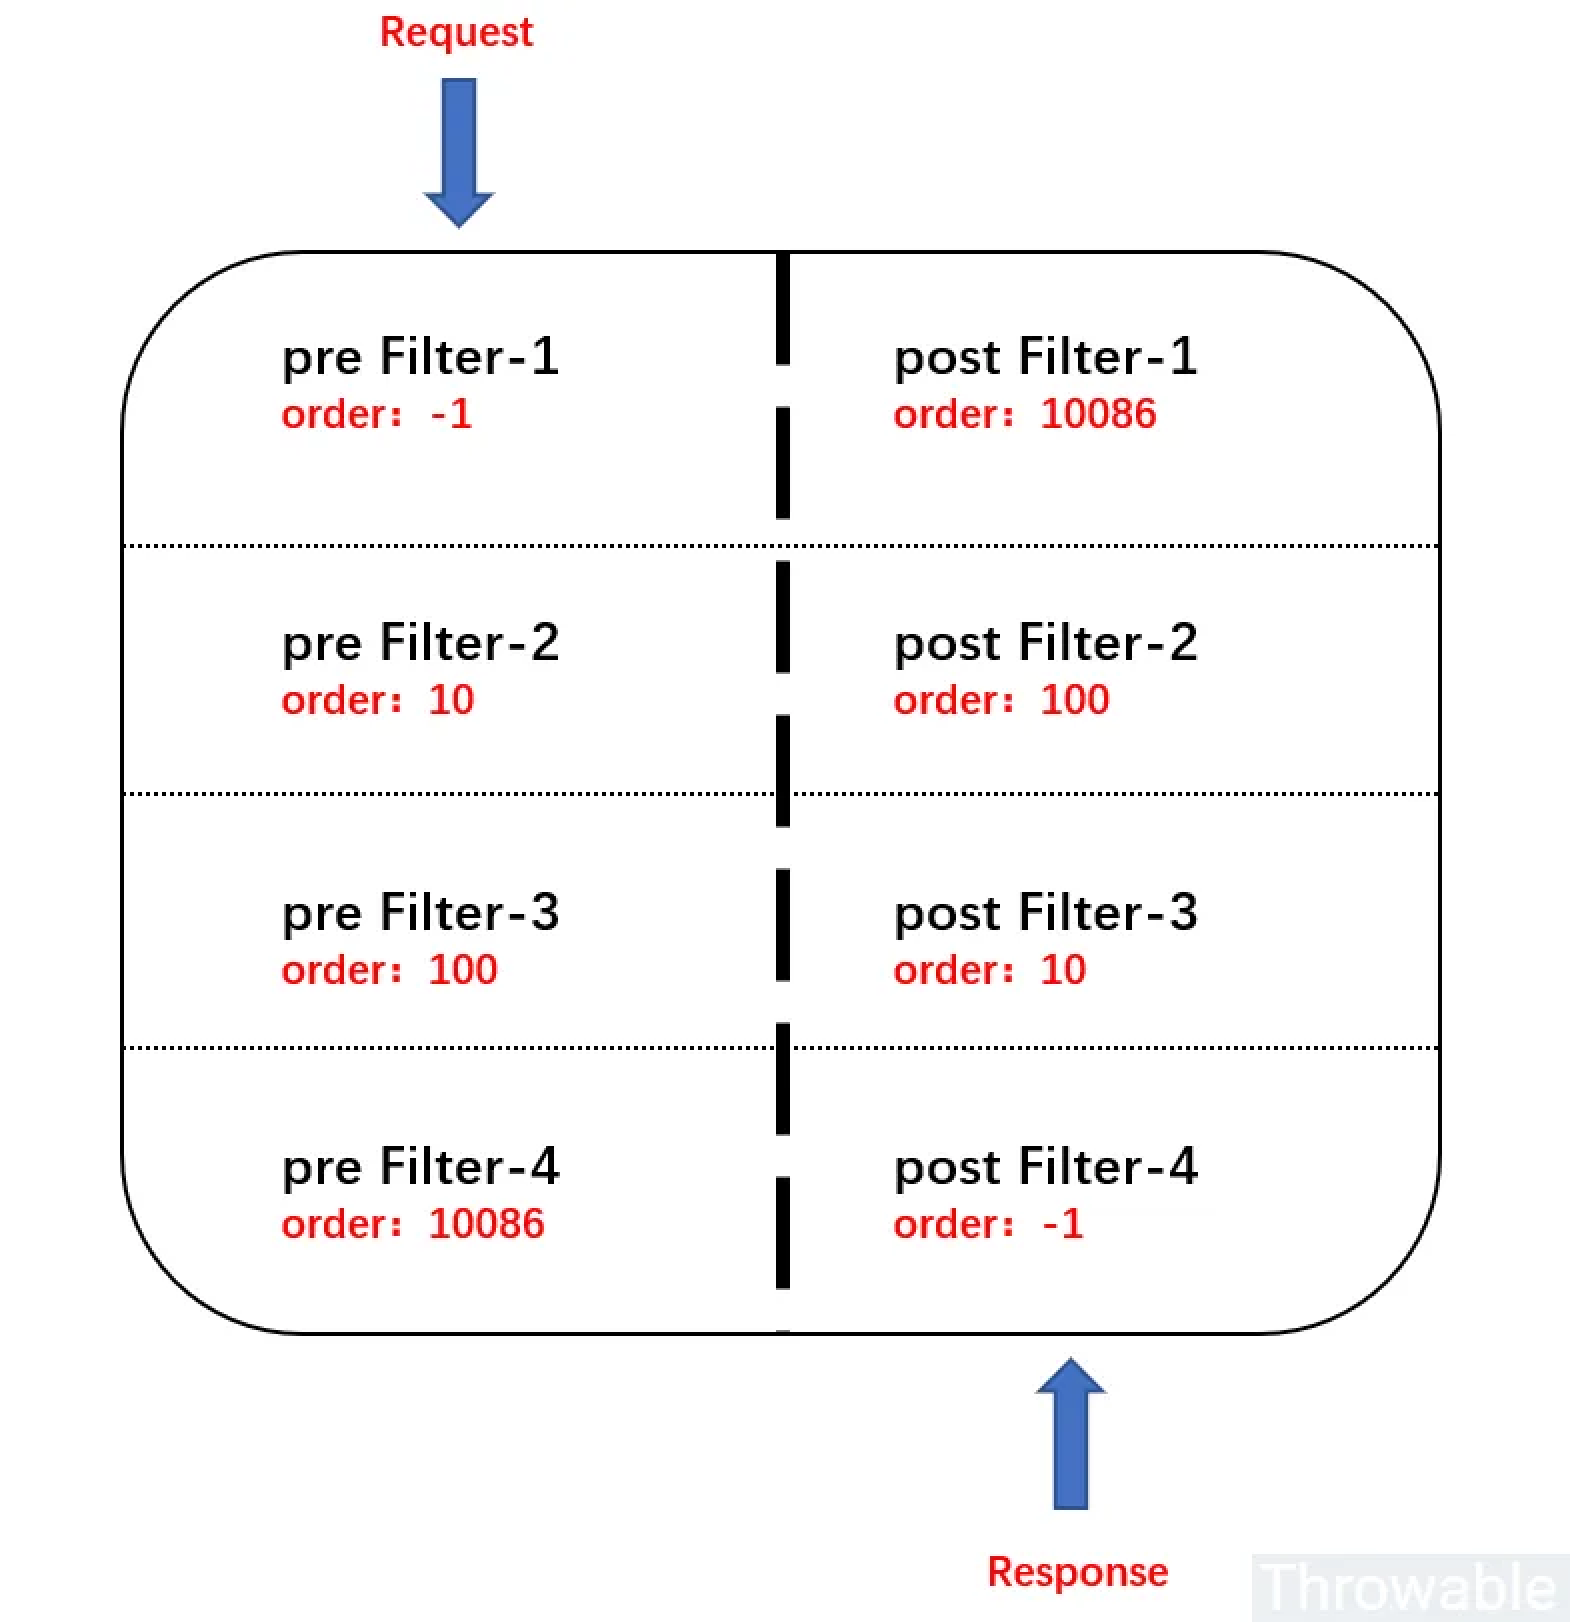 Request
pre Filter-1
order：-1
post Filter-1
order：10086
pre Filter-2
order：10
post Filter-2
order：100
pre Filter-3
order：100
post Filter-3
order：10
pre Filter-4
order：10086
post Filter-4
order：-1
Response
Throwable